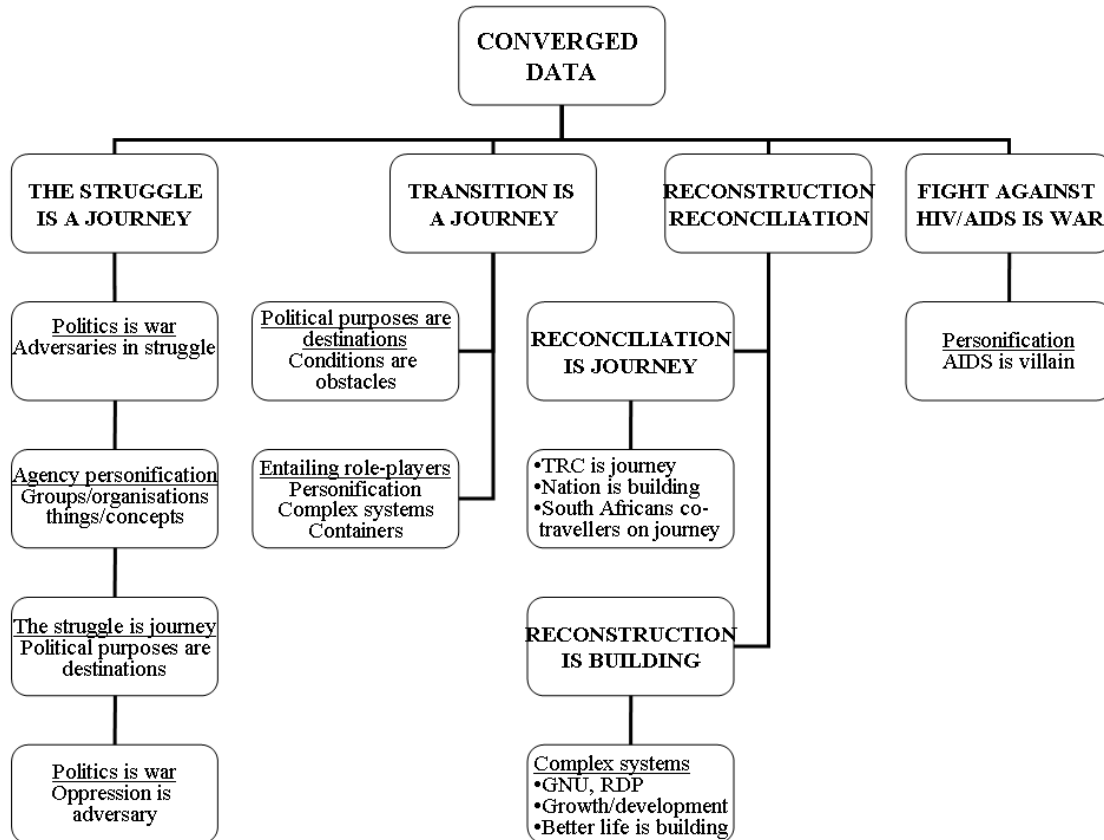 CONVERGED
DATA
THE STRUGGLE
IS A JOURNEY
TRANSITION IS
A JOURNEY
RECONSTRUCTION
RECONCILIATION
FIGHT AGAINST
HIV/AIDS IS WAR
Politics is war
Adversaries in struggle
Political purposes are
destinations
Conditions are
obstacles
RECONCILIATION
IS JOURNEY
Personification
AIDS is villain
Agency personification
Groups/organisations
things/concepts
Entailing role-players
Personification
Complex systems
Containers
•TRC is journey
•Nation is building
•South Africans co-
travellers on journey
The struggle is journey
Political purposes are
destinations
RECONSTRUCTION
IS BUILDING
Politics is war
Oppression is
adversary
Complex systems
•GNU, RDP
•Growth/development
•Better life is building